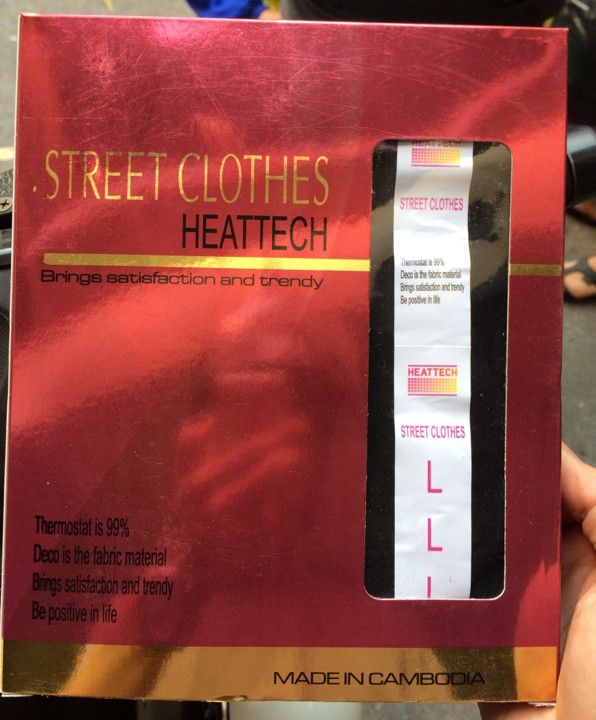 STREET CLOTHES
HEATTECH
Brings satisfaction and trendy
Thermostat is 99%
Deco is the fabric material
Brings satisfaction and trendy
Be positive in life
MADE IN CAMBODIA
HEATTECH
STREET CLOTHES
Thermostat is 99%
Deco is the fabric material
Brings satisfaction and trendy
Be positive in life
HEATTECH
STREET CLOTHES
L
L
L